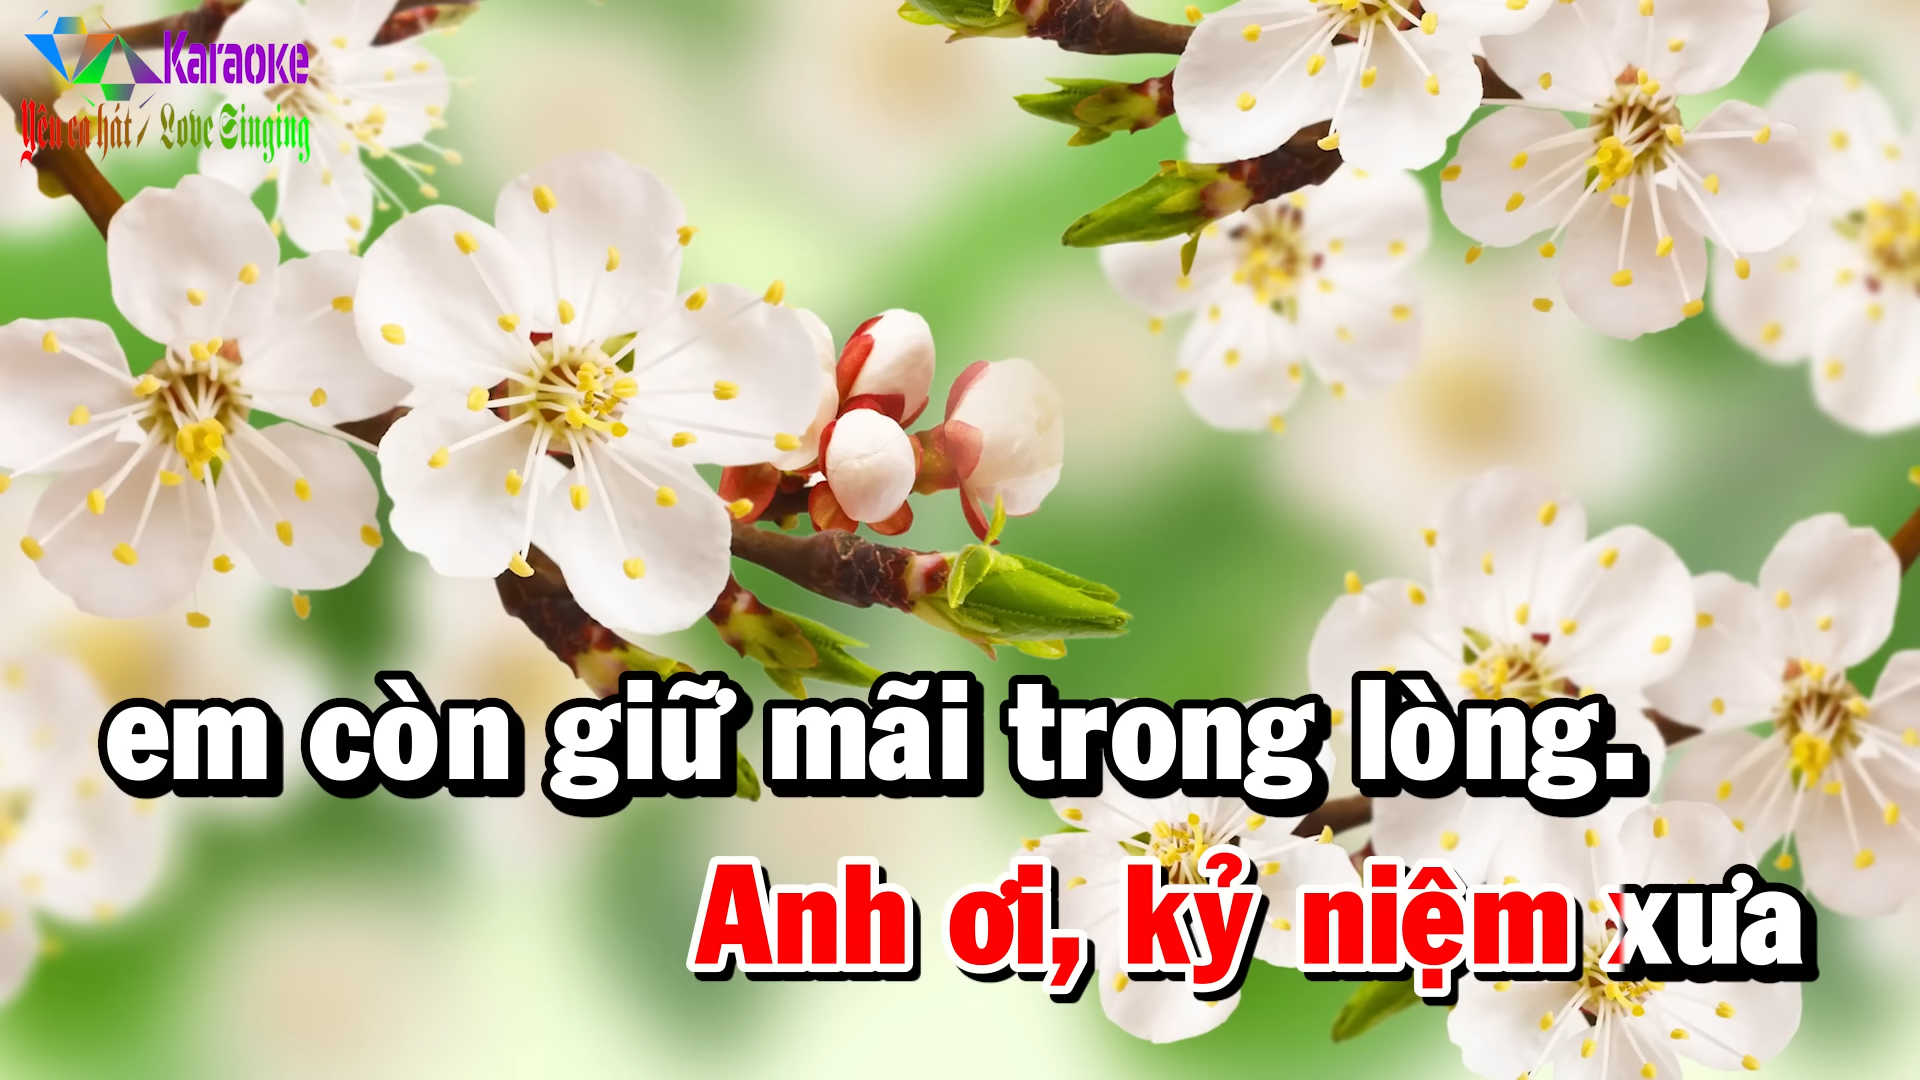 Karaoke
Yêu ca hát / Love Singing
em còn giữ mãi trong lòng.
Anh ơi, kỷ niệm xưa